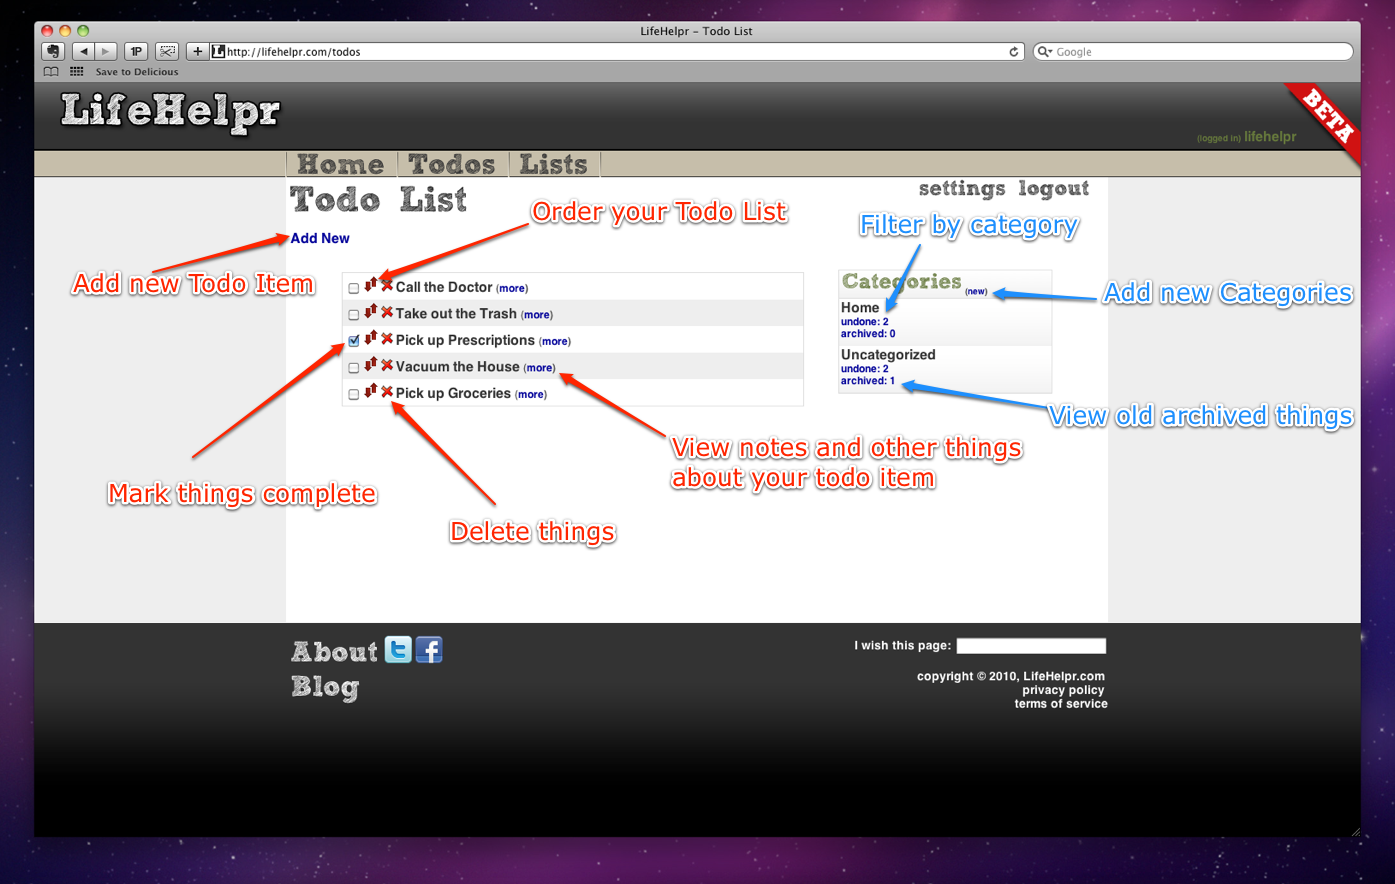 LifeHelpr – Todo List
1P
+
L http://lifehelpr.com/todos
Google
Save to Delicious
LifeHelpr
BETA
(logged in) lifehelpr
Home Todos Lists
Todo List
settings logout
Order your Todo List
Filter by category
Add New
Add new Todo Item
Call the Doctor (more)
Take out the Trash (more)
Pick up Prescriptions (more)
Vacuum the House (more)
Pick up Groceries (more)
Categories (new)
Add new Categories
Home
undone: 2
archived: 0
Uncategorized
undone: 2
archived: 1
View old archived things
View notes and other things
about your todo item
Mark things complete
Delete things
About t f
Blog
I wish this page:
copyright © 2010, LifeHelpr.com
privacy policy
terms of service